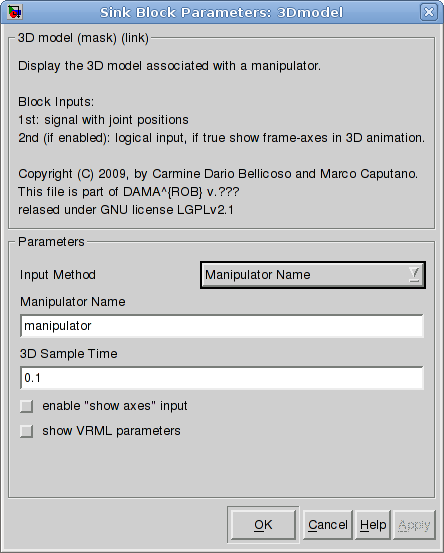 Sink Block Parameters: 3Dmodel
3D model (mask) (link)
Display the 3D model associated with a manipulator.
Block Inputs:
1st: signal with joint positions
2nd (if enabled): logical input, if true show frame-axes in 3D animation.
Copyright (C) 2009, by Carmine Dario Bellicoso and Marco Caputano.
This file is part of DAMA^{ROB} v.???
relased under GNU license LGPLv2.1
Parameters
Input Method
Manipulator Name
Manipulator Name
manipulator
3D Sample Time
0.1
enable "show axes" input
show VRML parameters
OK Cancel Help Apply